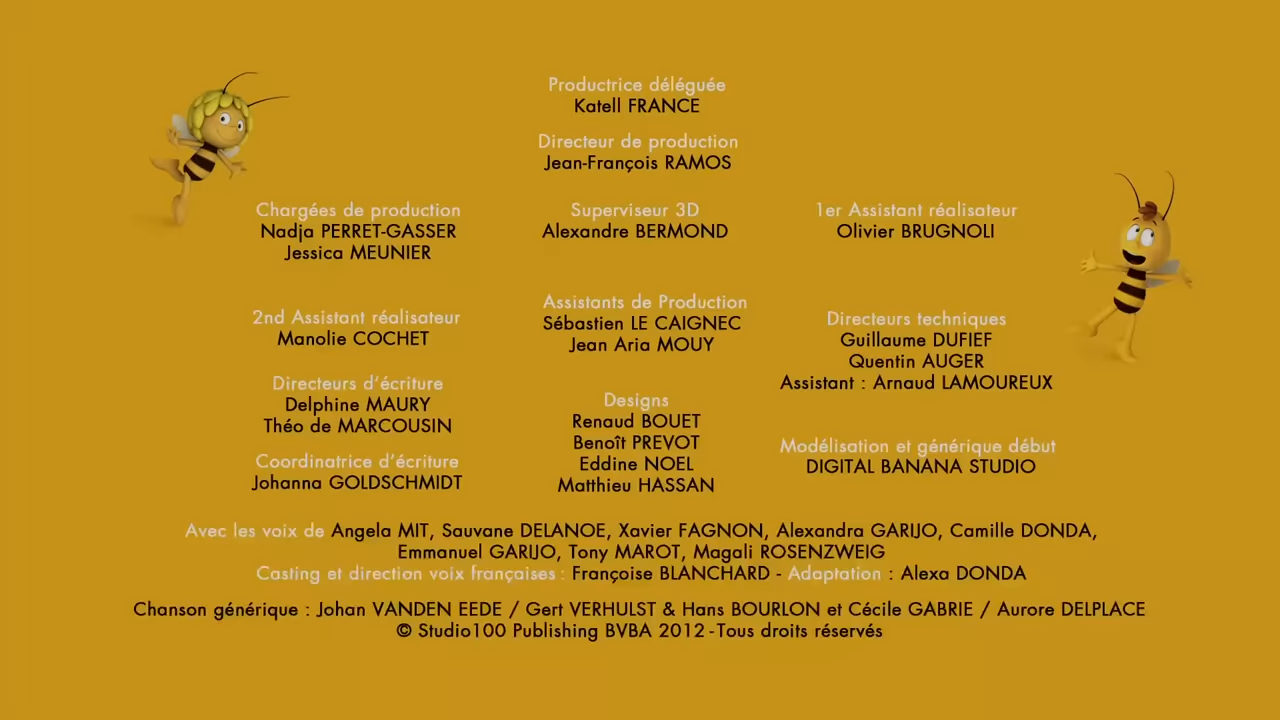 Productrice déléguée
Katell FRANCE
Directeur de production
Jean-François RAMOS
Chargées de production
Nadja PERRET-GASSER
Jessica MEUNIER
Superviseur 3D
Alexandre BERMOND
1er Assistant réalisateur
Olivier BRUGNOLI
2nd Assistant réalisateur
Manolie COCHET
Assistants de Production
Sébastien LE CAIGNEC
Jean Aria MOUY
Directeurs techniques
Guillaume DUFIEF
Quentin AUGER
Assistant : Arnaud LAMOUREUX
Directeurs d'écriture
Delphine MAURY
Théo de MARCOUSIN
Designs
Renaud BOUET
Benoît PREVOT
Eddine NOEL
Matthieu HASSAN
Modélisation et générique début
DIGITAL BANANA STUDIO
Coordinatrice d'écriture
Johanna GOLDSCHMIDT
Avec les voix de Angela MIT, Sauvane DELANOE, Xavier FAGNON, Alexandra GARIJO, Camille DONDA,
Emmanuel GARIJO, Tony MAROT, Magali ROSENZWEIG
Casting et direction voix françaises : Françoise BLANCHARD - Adaptation : Alexa DONDA
Chanson générique : Johan VANDEN EEDE / Gert VERHULST & Hans BOURLON et Cécile GABRIE / Aurore DELPLACE
© Studio100 Publishing BVBA 2012 - Tous droits réservés